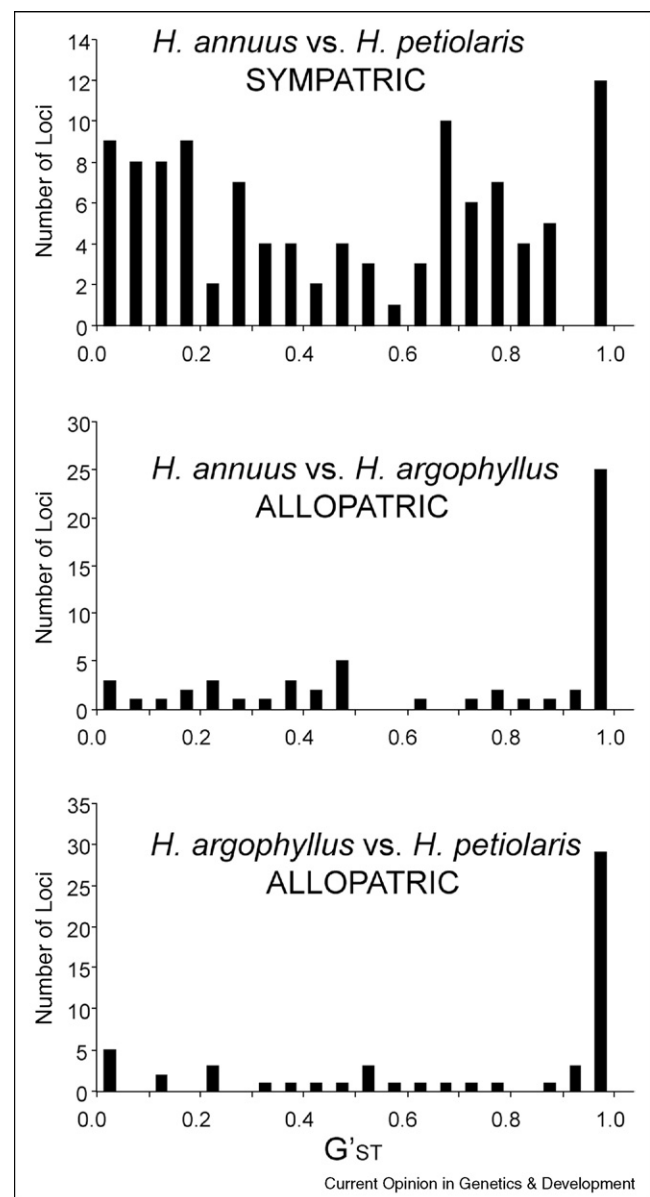 H. annuus vs. H. petiolaris
SYMPATRIC
Number of Loci
14
12
10
8
6
4
2
0
0.0 0.2 0.4 0.6 0.8 1.0
H. annuus vs. H. argophyllus
ALLOPATRIC
Number of Loci
30
25
20
15
10
5
0
0.0 0.2 0.4 0.6 0.8 1.0
H. argophyllus vs. H. petiolaris
ALLOPATRIC
Number of Loci
35
30
25
20
15
10
5
0
0.0 0.2 0.4 0.6 0.8 1.0
G'ST
Current Opinion in Genetics & Development